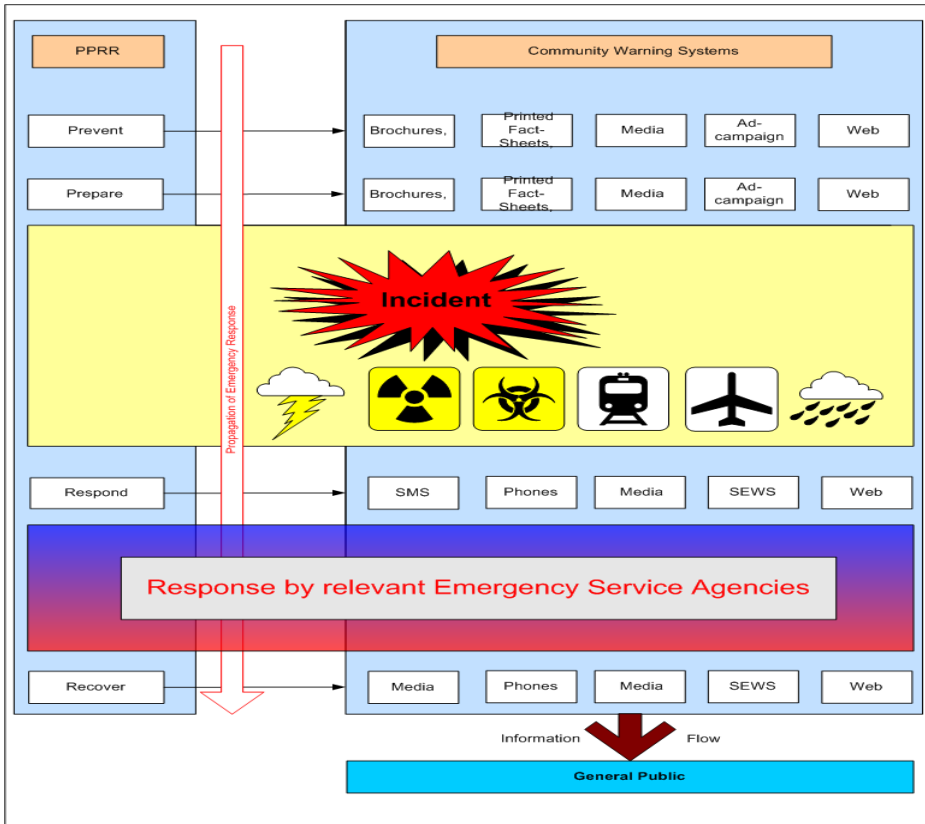 PPRR
Community Warning Systems
Prevent
Brochures,
Printed
Fact-
Sheets,
Media
Ad-
campaign
Web
Prepare
Brochures,
Printed
Fact-
Sheets,
Media
Ad-
campaign
Web
Incident
Propagation of Emergency Response
Respond
SMS
Phones
Media
SEWS
Web
Response by relevant Emergency Service Agencies
Recover
Media
Phones
Media
SEWS
Web
Information
Flow
General Public